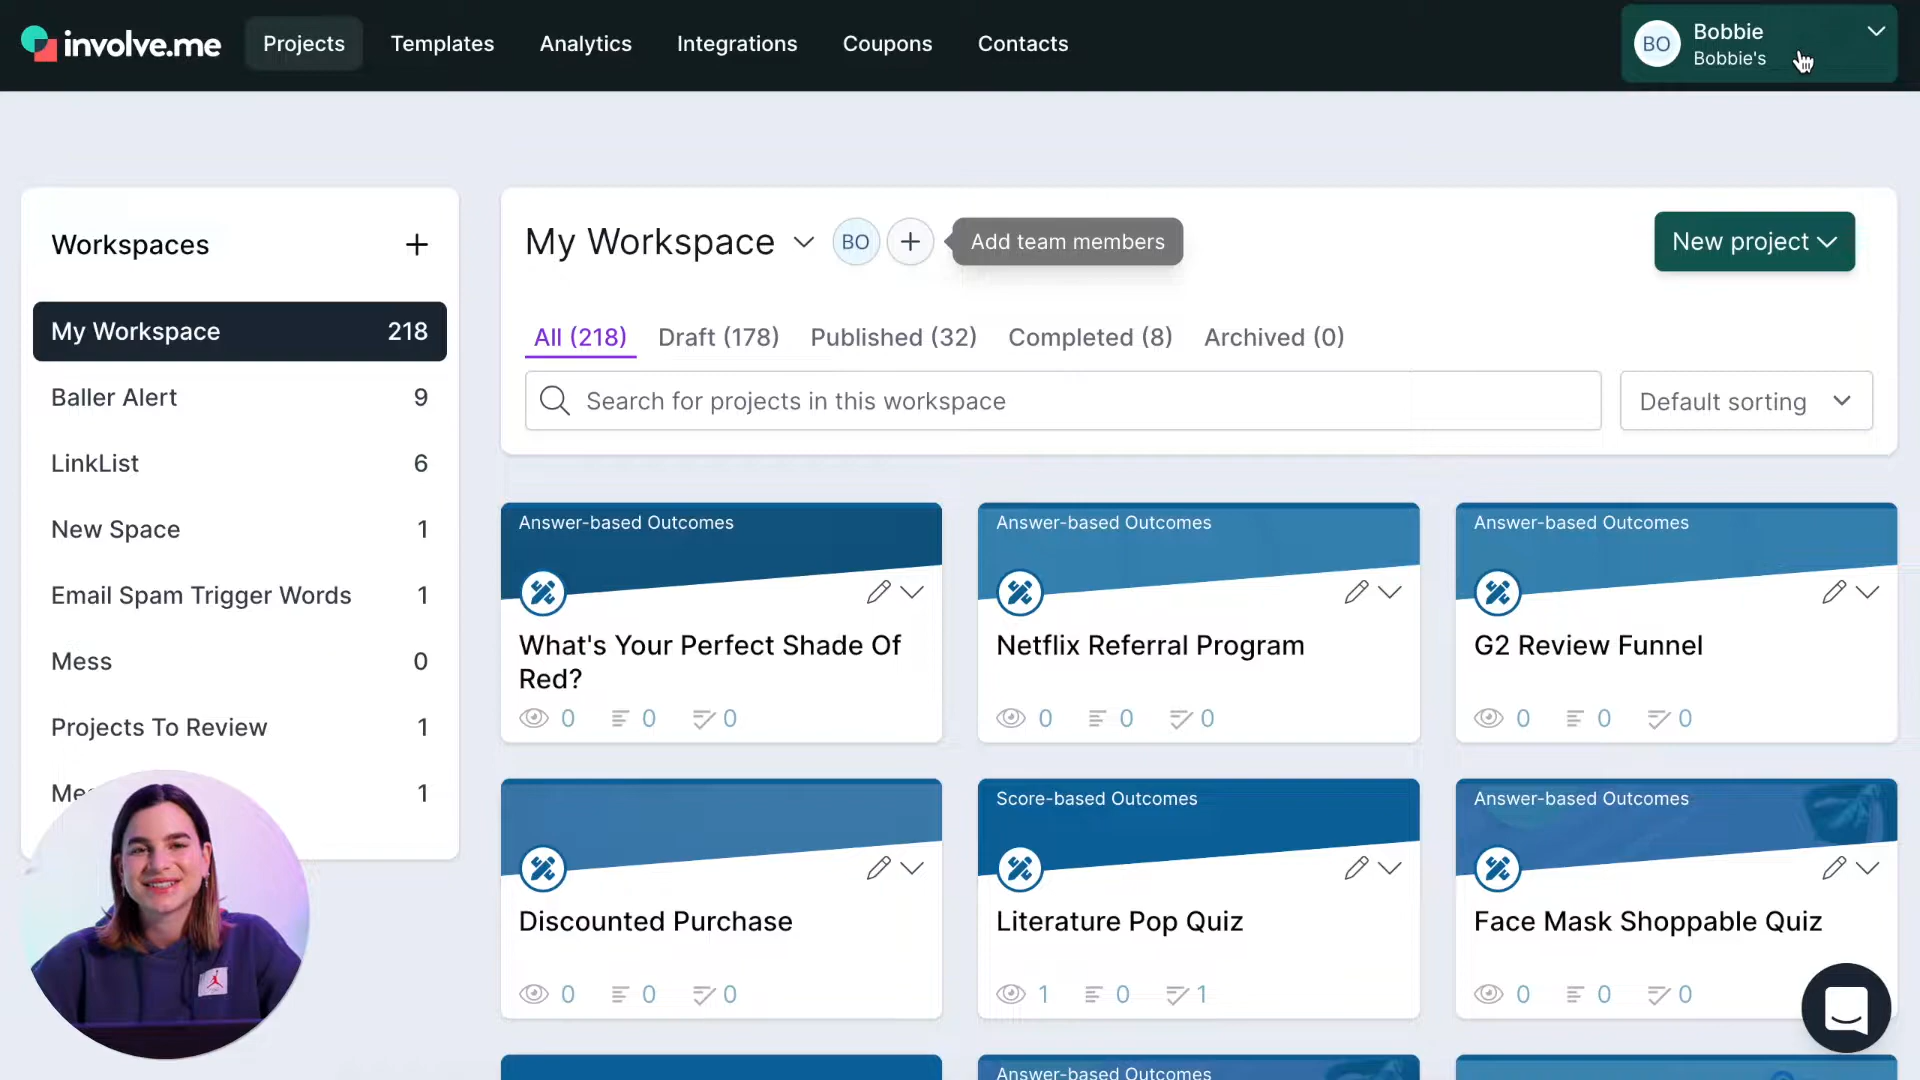 involve.me
Projects
Templates
Analytics
Integrations
Coupons
Contacts
BO
Bobbie
Bobbie's
Workspaces
My Workspace 218
Baller Alert 9
LinkList 6
New Space 1
Email Spam Trigger Words 1
Mess 0
Projects To Review 1
1
My Workspace
BO
Add team members
New project
All (218)
Draft (178)
Published (32)
Completed (8)
Archived (0)
Search for projects in this workspace
Default sorting
Answer-based Outcomes
What's Your Perfect Shade Of
Red?
0 0 0
Answer-based Outcomes
Netflix Referral Program
0 0 0
Answer-based Outcomes
G2 Review Funnel
0 0 0
Discounted Purchase
0 0 0
Score-based Outcomes
Literature Pop Quiz
1 0 1
Answer-based Outcomes
Face Mask Shoppable Quiz
0 0 0
Answer-based Outcomes